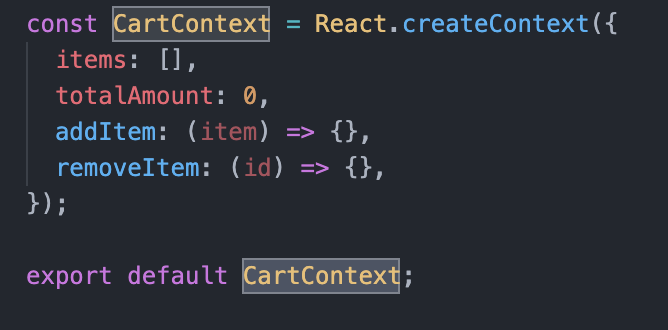 const CartContext = React.createContext({
  items: [],
  totalAmount: 0,
  addItem: (item) => {},
  removeItem: (id) => {},
});
export default CartContext;